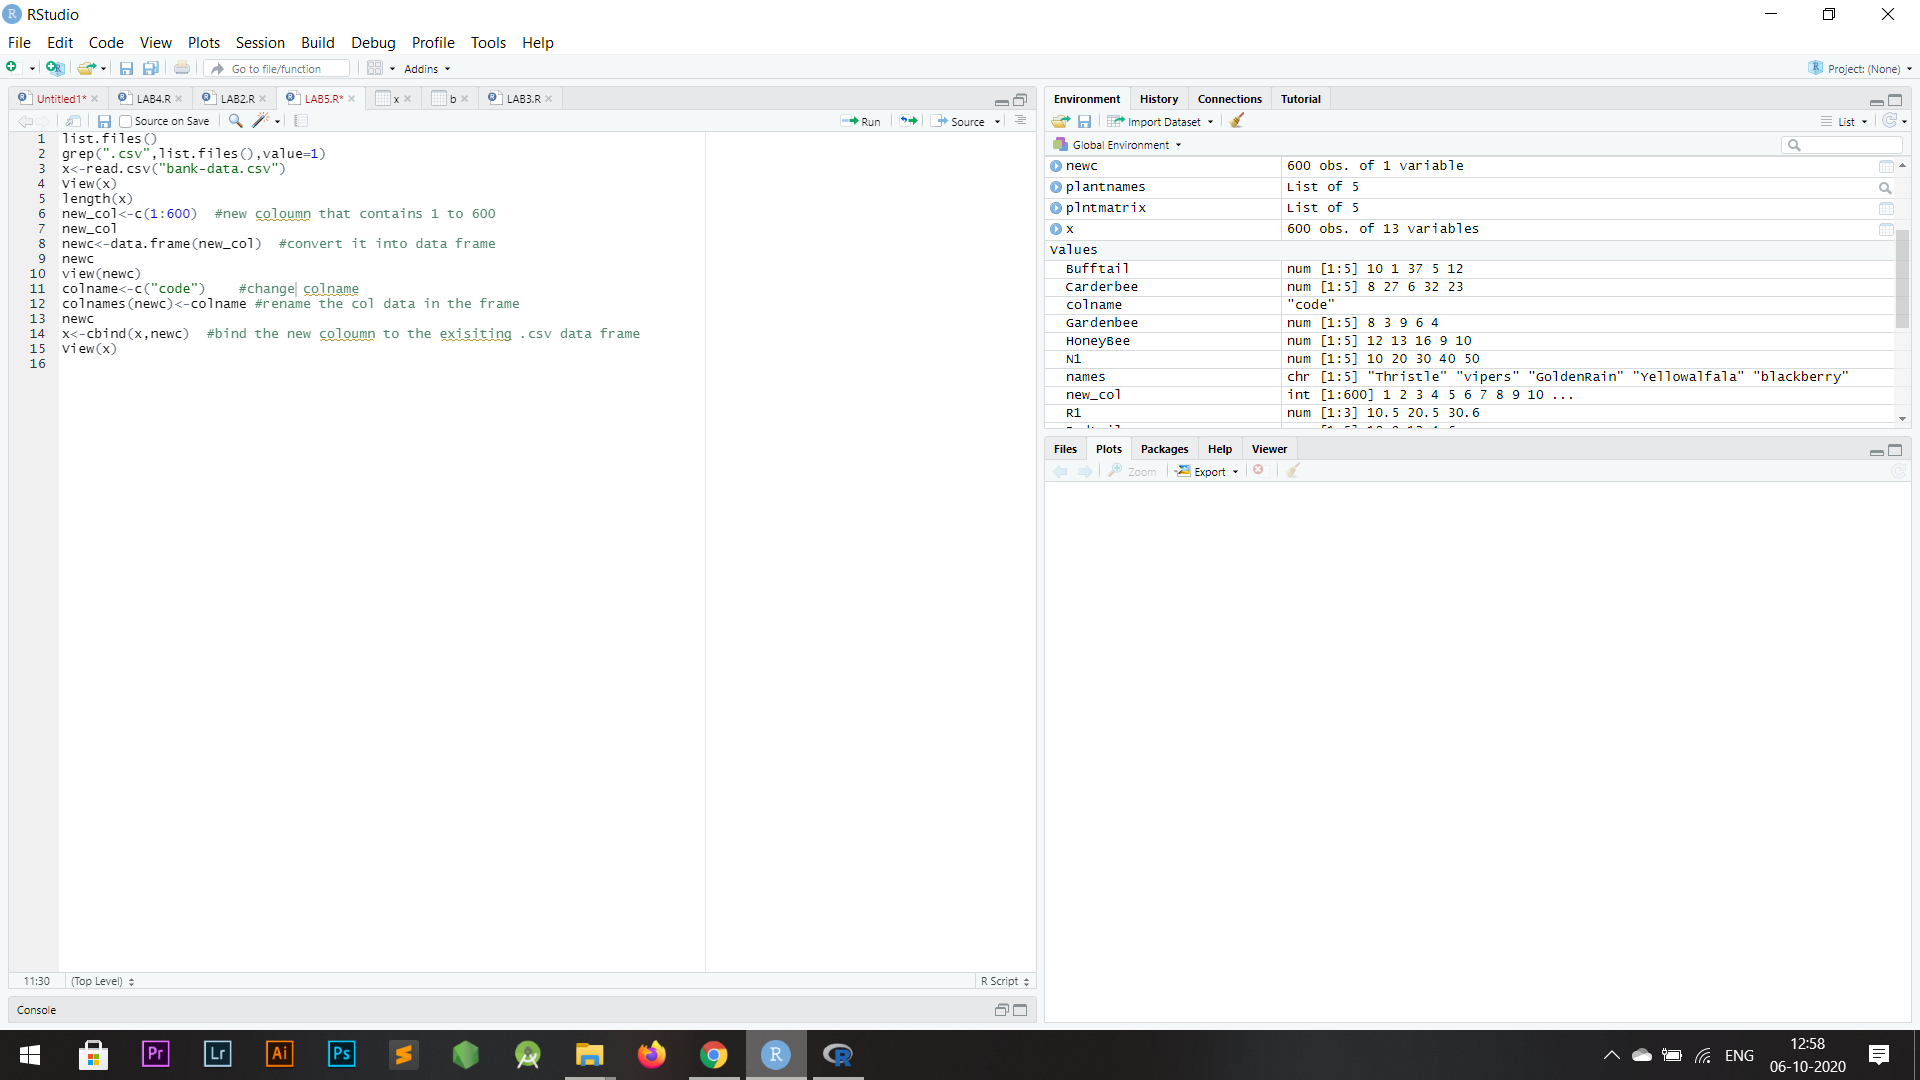 RStudio
File Edit Code View Plots Session Build Debug Profile Tools Help
Go to file/function Addins Project: (None)
Untitled1* LAB4.R LAB2.R LAB5.R* x b LAB3.R
Source on Save Run Source
1 list.files()
2 grep(".csv",list.files(),value=1)
3 x<-read.csv("bank-data.csv")
4 View(x)
5 length(x)
6 new_col<-c(1:600)  #new coloumn that contains 1 to 600
7 new_col
8 newc<-data.frame(new_col)  #convert it into data frame
9 newc
10 view(newc)
11 colname<-c("code")    #change colname
12 colnames(newc)<-colname #rename the col data in the frame
13 newc
14 x<-cbind(x,newc)  #bind the new coloumn to the exisiting .csv data frame
15 View(x)
16
11:30 (Top Level) R Script
Console
Environment History Connections Tutorial
Import Dataset List
Global Environment
newc 600 obs. of 1 variable
plantnames List of 5
plntmatrix List of 5
x 600 obs. of 13 variables
Values
Bufftail num [1:5] 10 1 37 5 12
Carderbee num [1:5] 8 27 6 32 23
colname "code"
Gardenbee num [1:5] 8 3 9 6 4
HoneyBee num [1:5] 12 13 16 9 10
N1 num [1:5] 10 20 30 40 50
names chr [1:5] "Thristle" "vipers" "GoldenRain" "Yellowalfala" "blackberry"
new_col int [1:600] 1 2 3 4 5 6 7 8 9 10 ...
R1 num [1:3] 10.5 20.5 30.6
Files Plots Packages Help Viewer
Zoom Export
Pr Lr Ai Ps R R ENG
12:58
06-10-2020